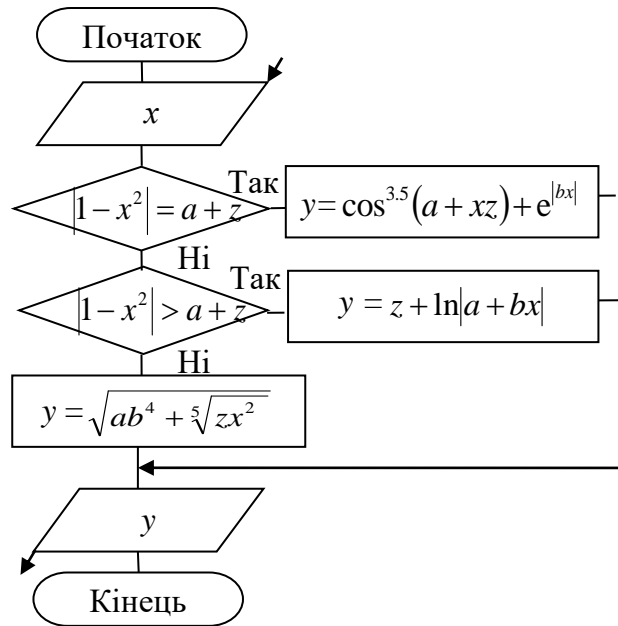 Початок
x
Так
|1 − x²| = a + z
y = cos^{3.5}(a + xz) + e^{|bx|}
Ні
Так
|1 − x²| > a + z
y = z + ln|a + bx|
Ні
y = √(ab⁴ + ⁵√(zx²))
y
Кінець